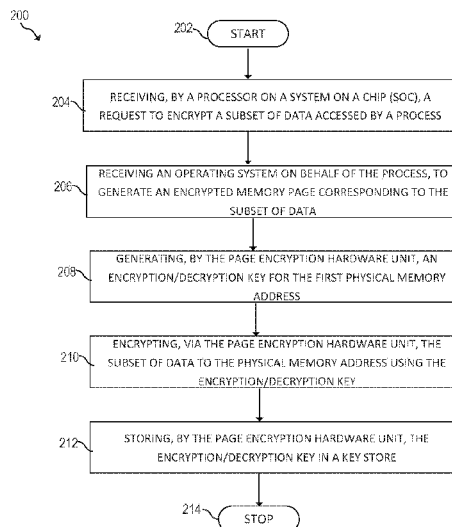 200
202
START
204
RECEIVING, BY A PROCESSOR ON A SYSTEM ON A CHIP (SOC), A
REQUEST TO ENCRYPT A SUBSET OF DATA ACCESSED BY A PROCESS
206
RECEIVING AN OPERATING SYSTEM ON BEHALF OF THE PROCESS, TO
GENERATE AN ENCRYPTED MEMORY PAGE CORRESPONDING TO THE
SUBSET OF DATA
208
GENERATING, BY THE PAGE ENCRYPTION HARDWARE UNIT, AN
ENCRYPTION/DECRYPTION KEY FOR THE FIRST PHYSICAL MEMORY
ADDRESS
210
ENCRYPTING, VIA THE PAGE ENCRYPTION HARDWARE UNIT, THE
SUBSET OF DATA TO THE PHYSICAL MEMORY ADDRESS USING THE
ENCRYPTION/DECRYPTION KEY
212
STORING, BY THE PAGE ENCRYPTION HARDWARE UNIT, THE
ENCRYPTION/DECRYPTION KEY IN A KEY STORE
214
STOP